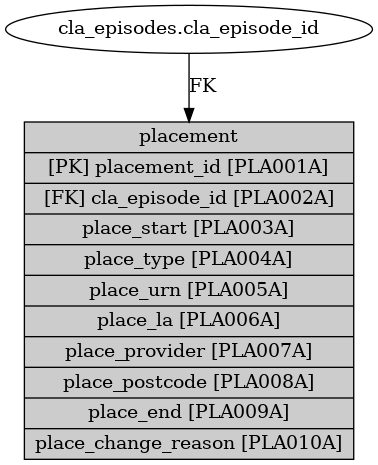 cla_episodes.cla_episode_id
FK
placement
[PK] placement_id [PLA001A]
[FK] cla_episode_id [PLA002A]
place_start [PLA003A]
place_type [PLA004A]
place_urn [PLA005A]
place_la [PLA006A]
place_provider [PLA007A]
place_postcode [PLA008A]
place_end [PLA009A]
place_change_reason [PLA010A]